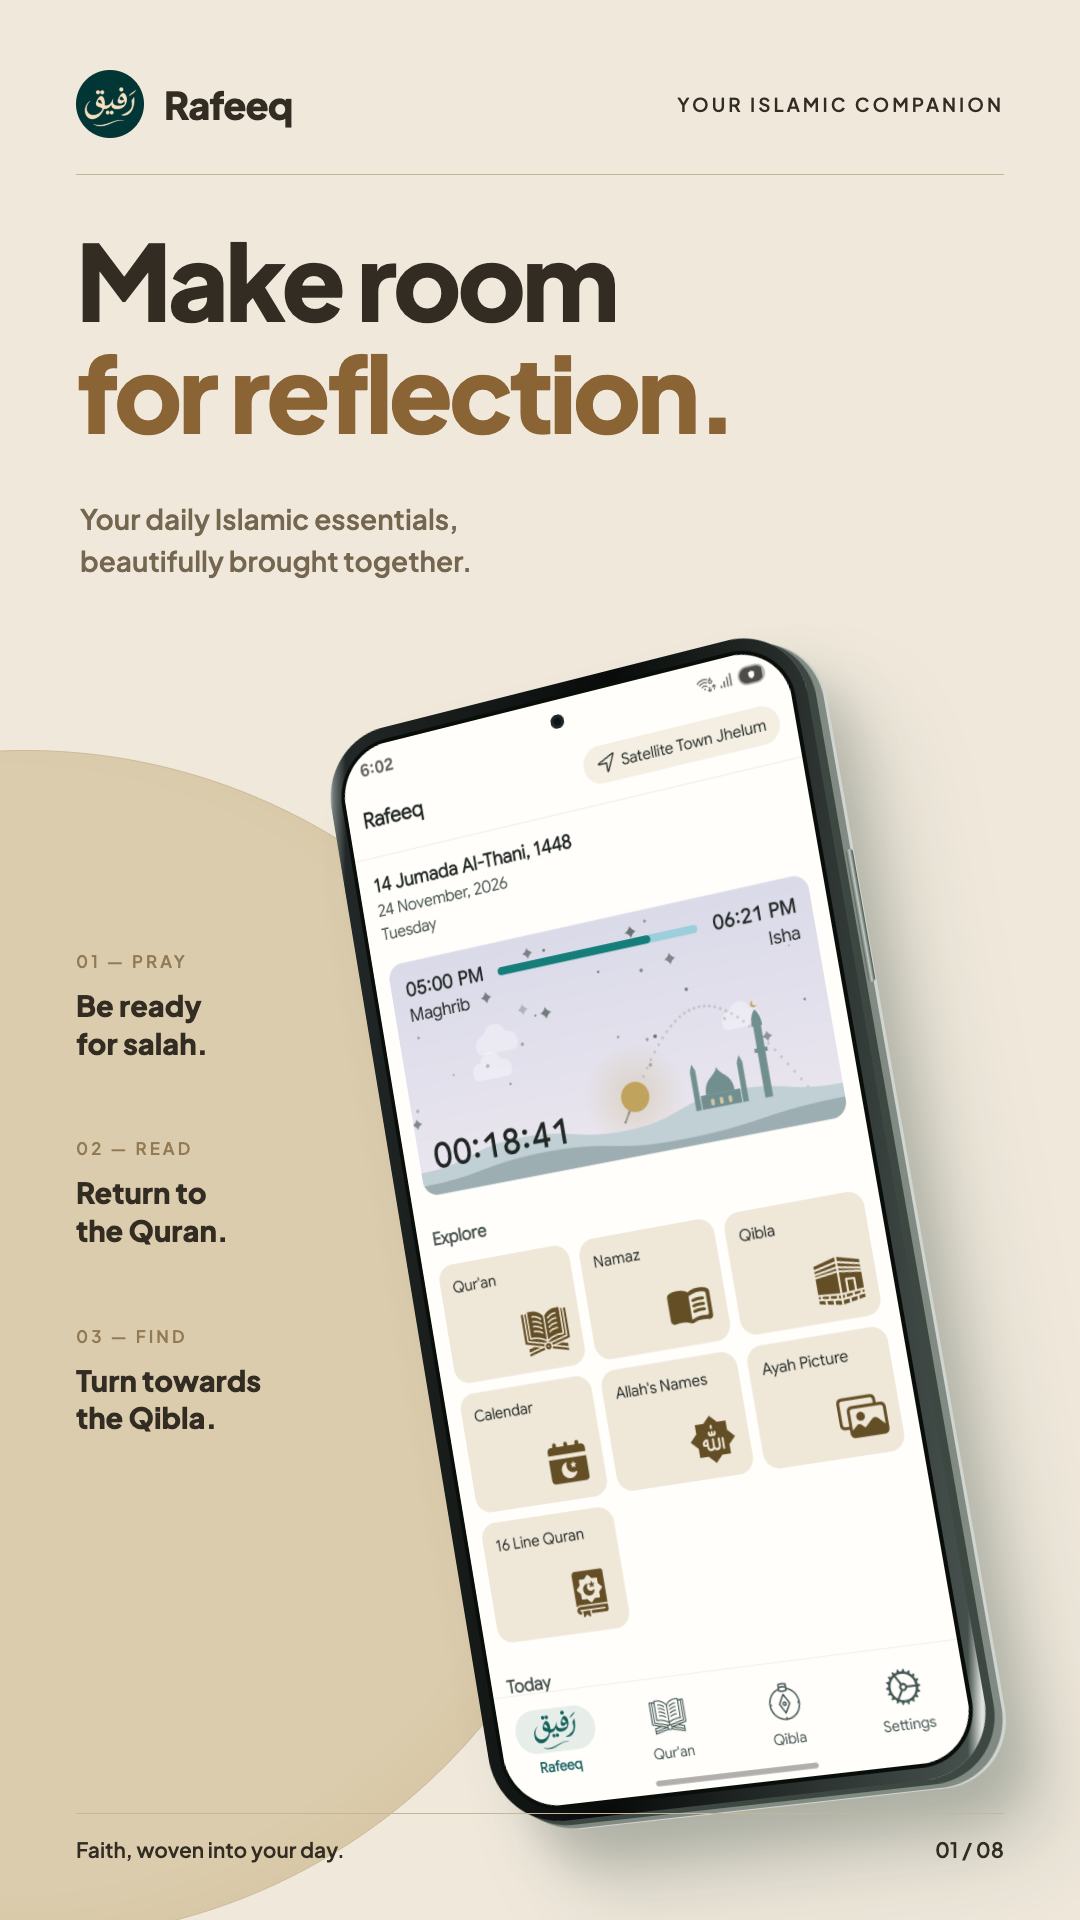 رَفيق
Rafeeq
YOUR ISLAMIC COMPANION
Make room
for reflection.
Your daily Islamic essentials,
beautifully brought together.
01 — PRAY
Be ready
for salah.
02 — READ
Return to
the Quran.
03 — FIND
Turn towards
the Qibla.
6:02
Satellite Town Jhelum
Rafeeq
14 Jumada Al-Thani, 1448
24 November, 2026
Tuesday
05:00 PM
Maghrib
06:21 PM
Isha
00:18:41
Explore
Qur'an
Namaz
Qibla
Calendar
Allah's Names
الله
Ayah Picture
16 Line Quran
Today
رَفيق
Rafeeq
Qur'an
Qibla
Settings
Faith, woven into your day.
01 / 08